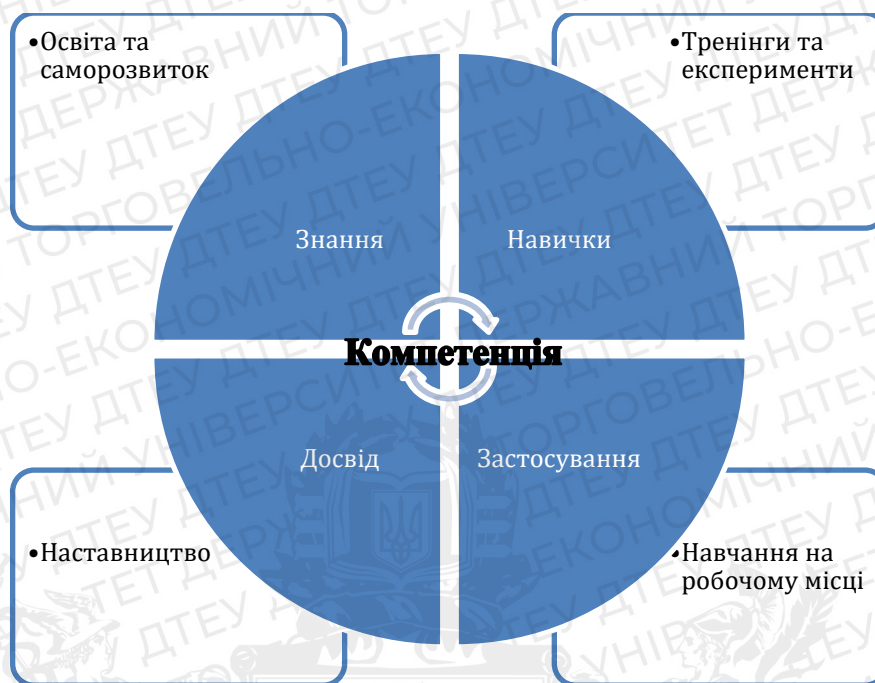 •Освіта та
саморозвиток
•Тренінги та
експерименти
Знання
Навички
Компетенція
Досвід
Застосування
•Наставництво
•Навчання на
робочому місці